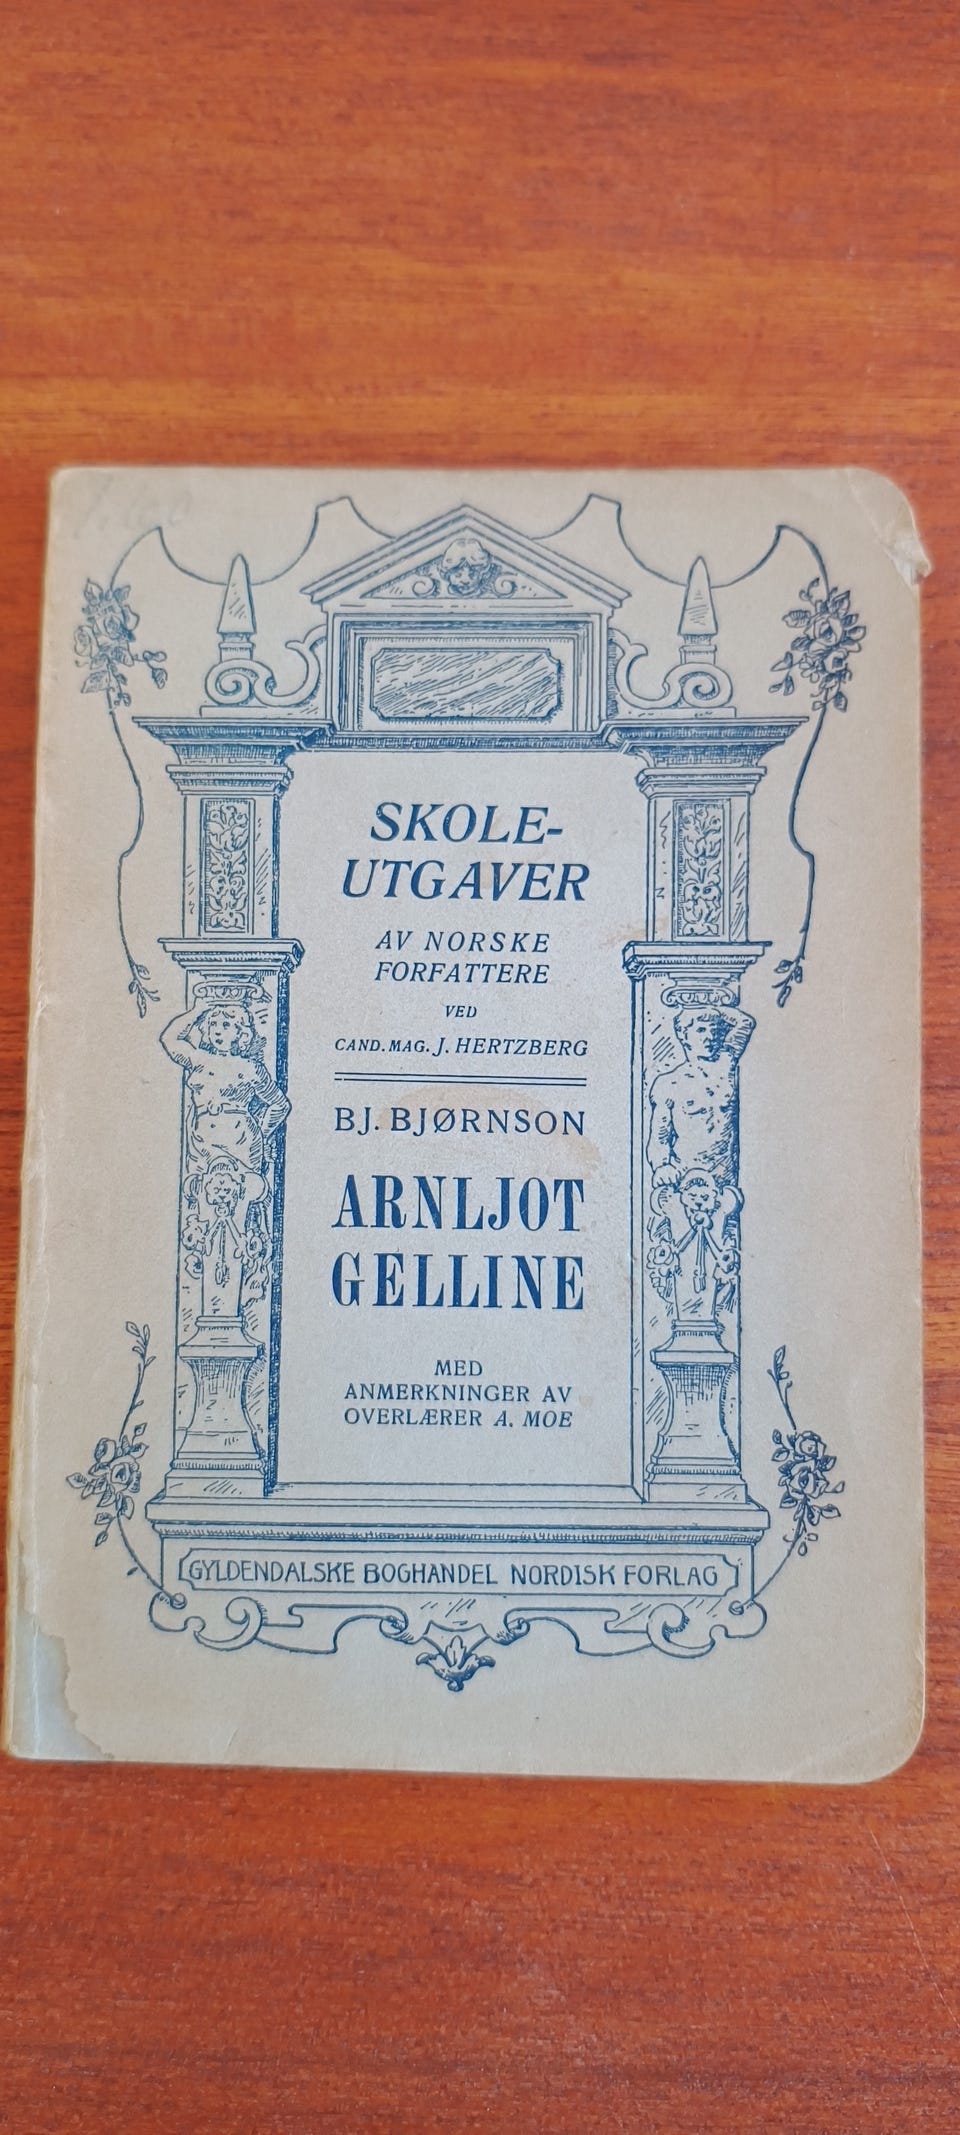 SKOLE-
UTGAVER
AV NORSKE
FORFATTERE
VED
CAND. MAG. J. HERTZBERG
BJ. BJØRNSON
ARNLJOT
GELLINE
MED
ANMERKNINGER AV
OVERLÆRER A. MOE
GYLDENDALSKE BOGHANDEL NORDISK FORLAG